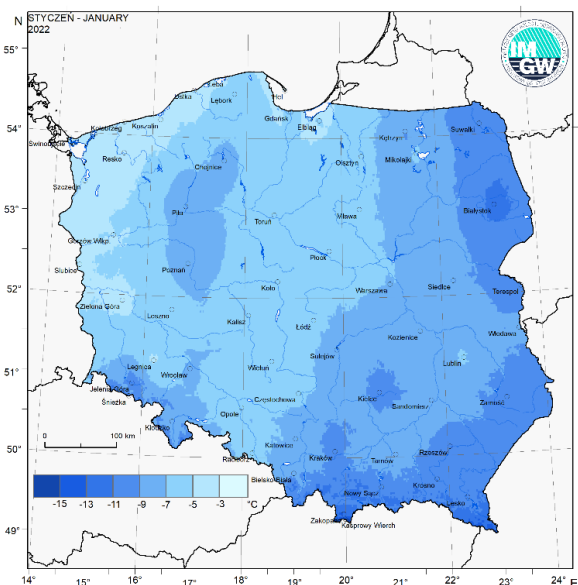 N
STYCZEŃ - JANUARY
2022
IM
GW
55°
54°
53°
52°
51°
50°
49°
Łeba
Ustka
Lębork
Hel
Gdańsk
Elbląg
Kołobrzeg
Koszalin
Suwałki
Kętrzyn
Świnoujście
Resko
Olsztyn
Mikołajki
Chojnice
Szczecin
Piła
Toruń
Mława
Białystok
Gorzów Wlkp.
Płock
Słubice
Poznań
Koło
Warszawa
Siedlce
Terespol
Zielona Góra
Leszno
Kalisz
Łódź
Kozienice
Włodawa
Sulejów
Legnica
Wrocław
Wieluń
Lublin
Jelenia Góra
Śnieżka
Częstochowa
Kielce
Sandomierz
Zamość
Opole
Kłodzko
Katowice
Racibórz
Kraków
Tarnów
Rzeszów
Bielsko-Biała
Nowy Sącz
Krosno
Lesko
Zakopane
Kasprowy Wierch
0
100 km
-15 -13 -11 -9 -7 -5 -3 °C
14° 15° 16° 17° 18° 19° 20° 21° 22° 23° 24° E